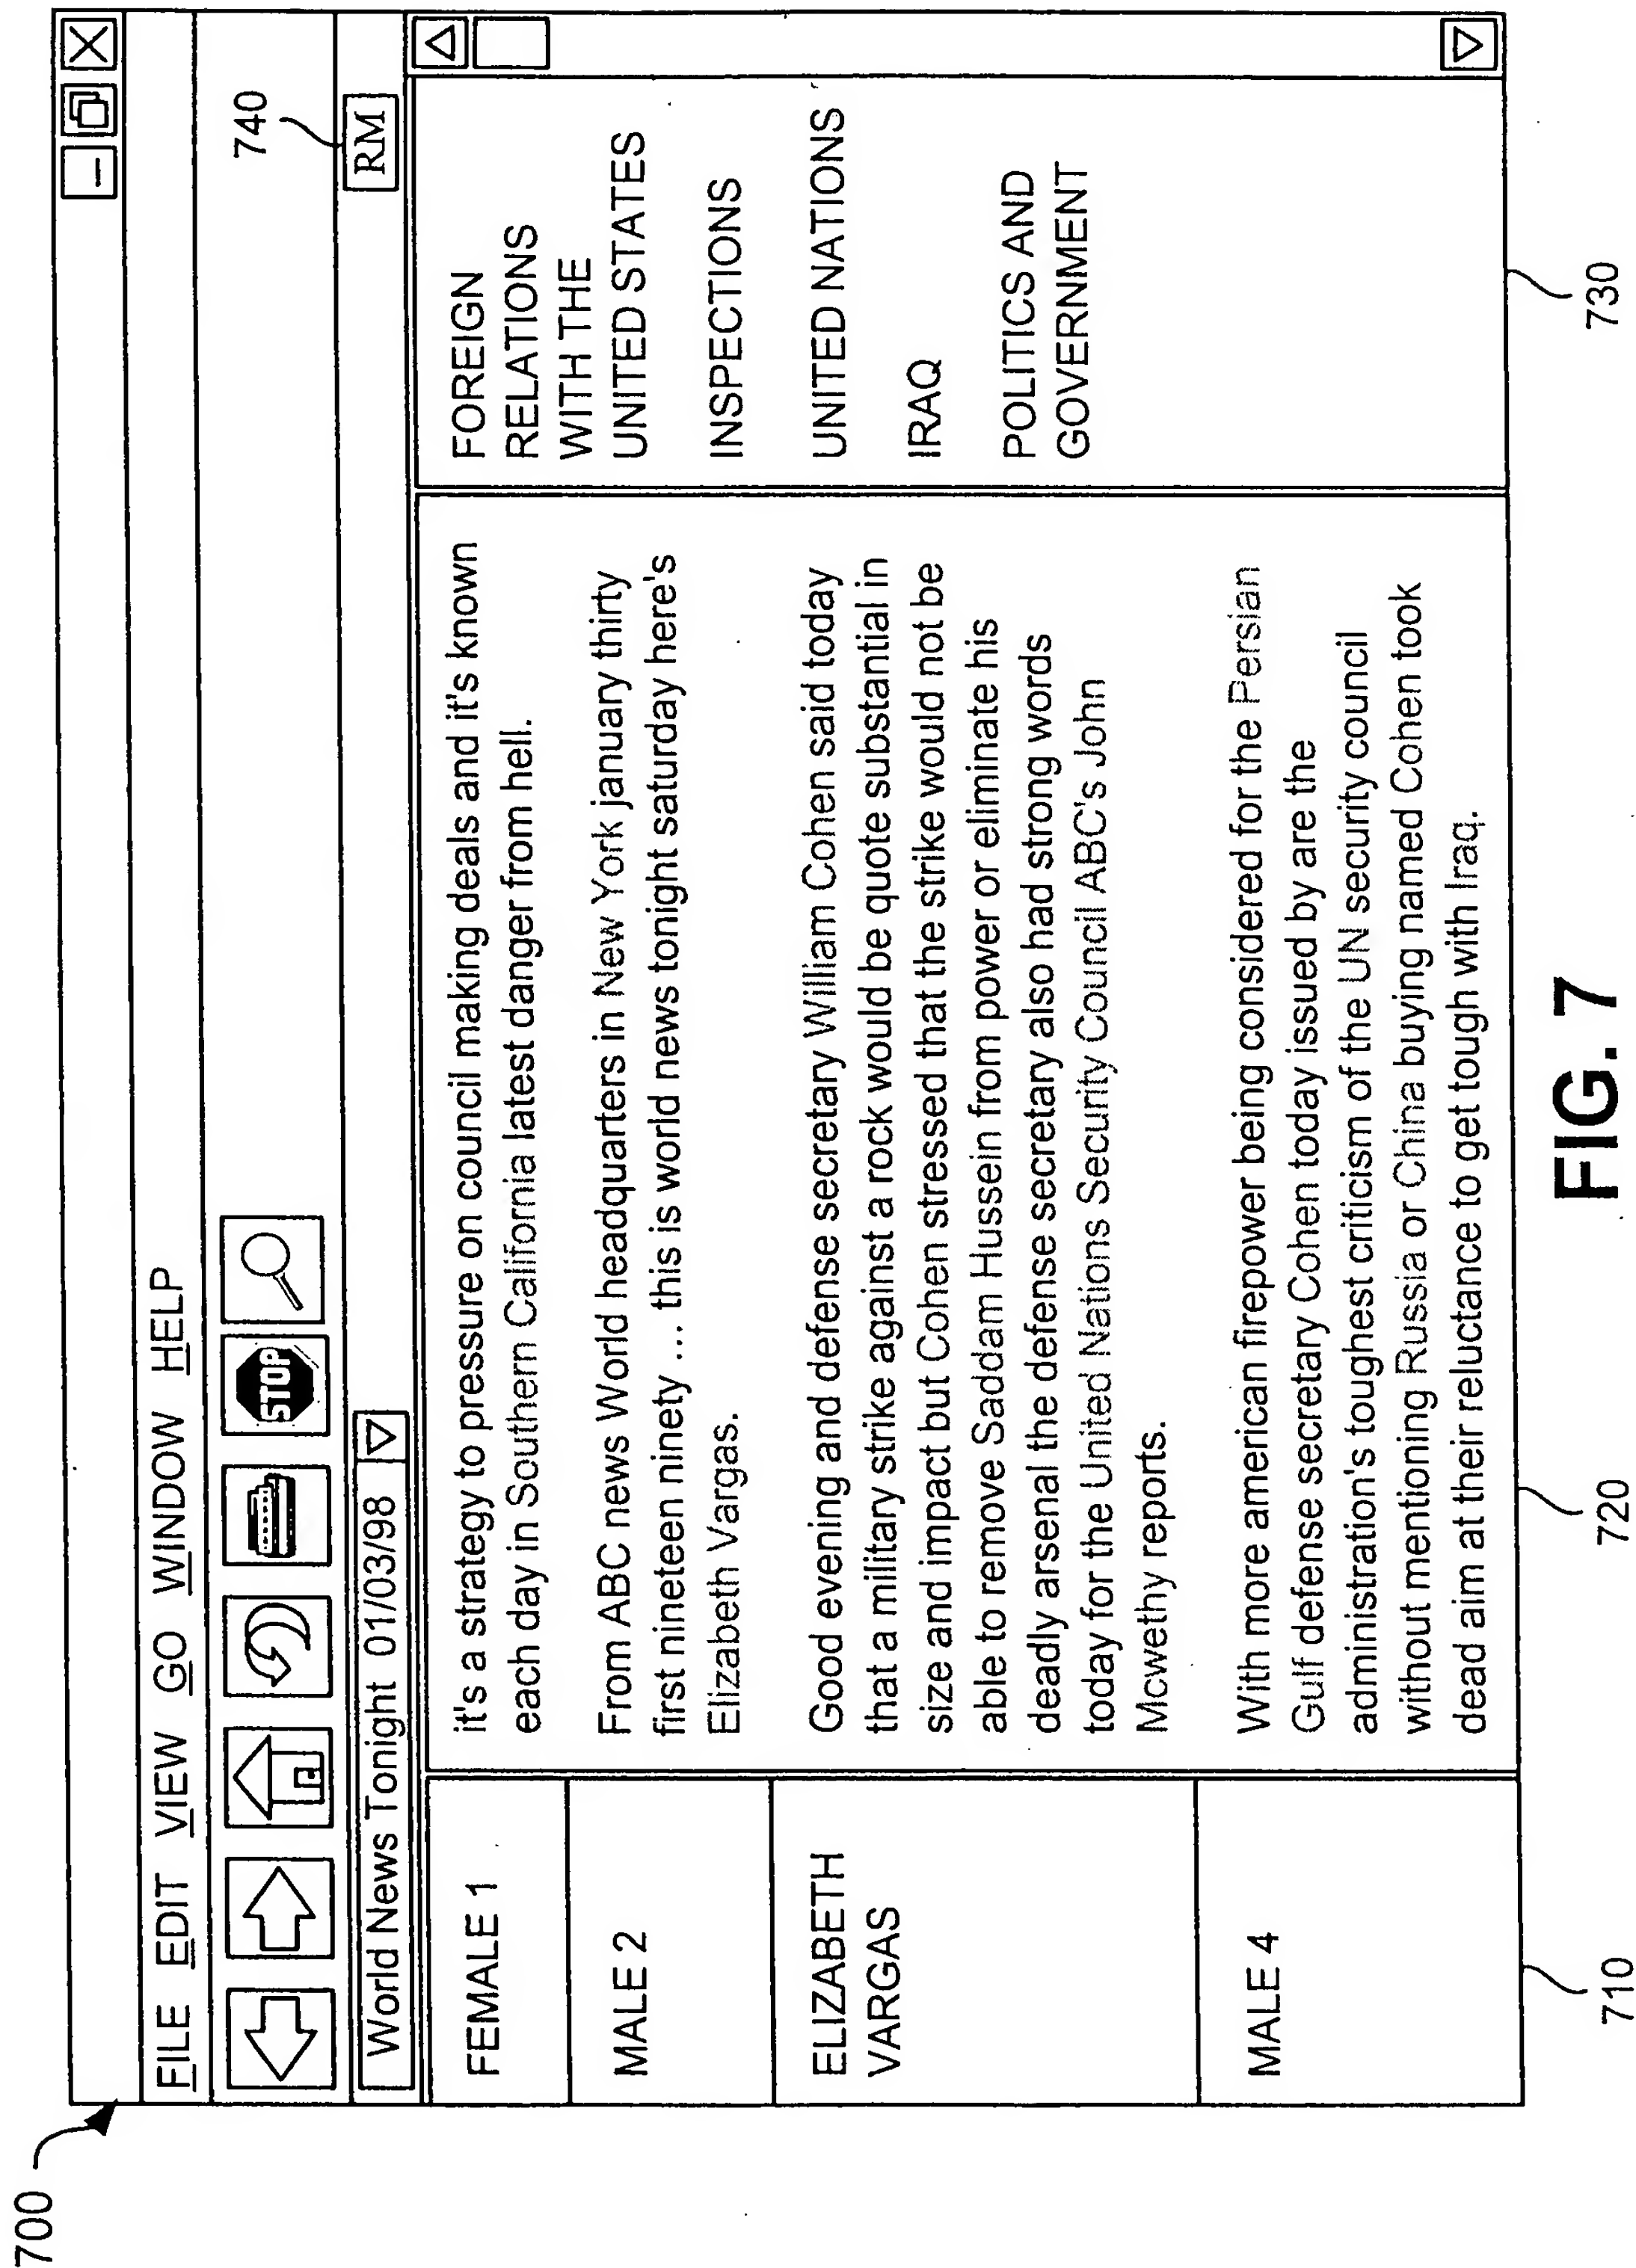 700
FILE EDIT VIEW GO WINDOW HELP
STOP
World News Tonight 01/03/98
740
RM
FEMALE 1
it's a strategy to pressure on council making deals and it's known
each day in Southern California latest danger from hell.
MALE 2
From ABC news World headquarters in New York january thirty
first nineteen ninety ... this is world news tonight saturday here's
Elizabeth Vargas.
ELIZABETH
VARGAS
Good evening and defense secretary William Cohen said today
that a military strike against a rock would be quote substantial in
size and impact but Cohen stressed that the strike would not be
able to remove Saddam Hussein from power or eliminate his
deadly arsenal the defense secretary also had strong words
today for the United Nations Security Council ABC's John
Mcwethy reports.
MALE 4
With more american firepower being considered for the Persian
Gulf defense secretary Cohen today issued by are the
administration's toughest criticism of the UN security council
without mentioning Russia or China buying named Cohen took
dead aim at their reluctance to get tough with Iraq.
FOREIGN
RELATIONS
WITH THE
UNITED STATES
INSPECTIONS
UNITED NATIONS
IRAQ
POLITICS AND
GOVERNMENT
710
720
730
FIG. 7